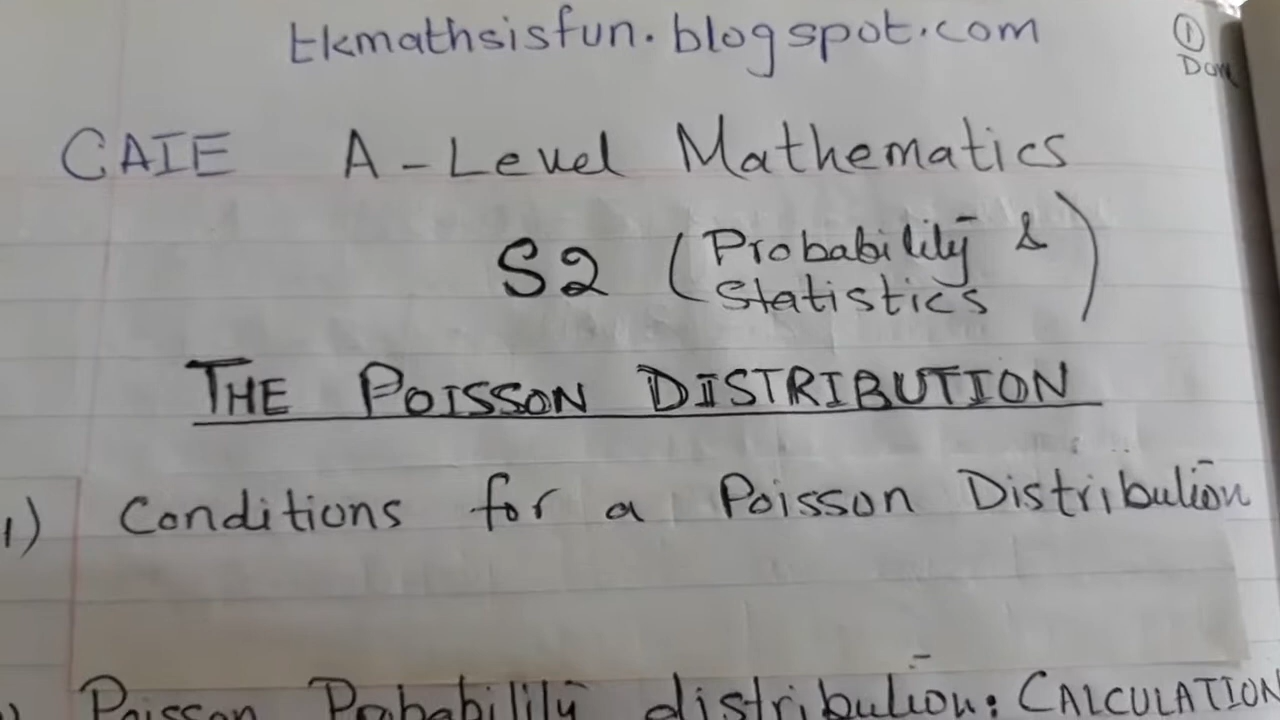 tkmathsisfun.blogspot.com
①
CAIE A-Level Mathematics
S2 (Probability &
Statistics)
THE POISSON DISTRIBUTION
1) Conditions for a Poisson Distribution
Poisson Probability distribution: CALCULATION